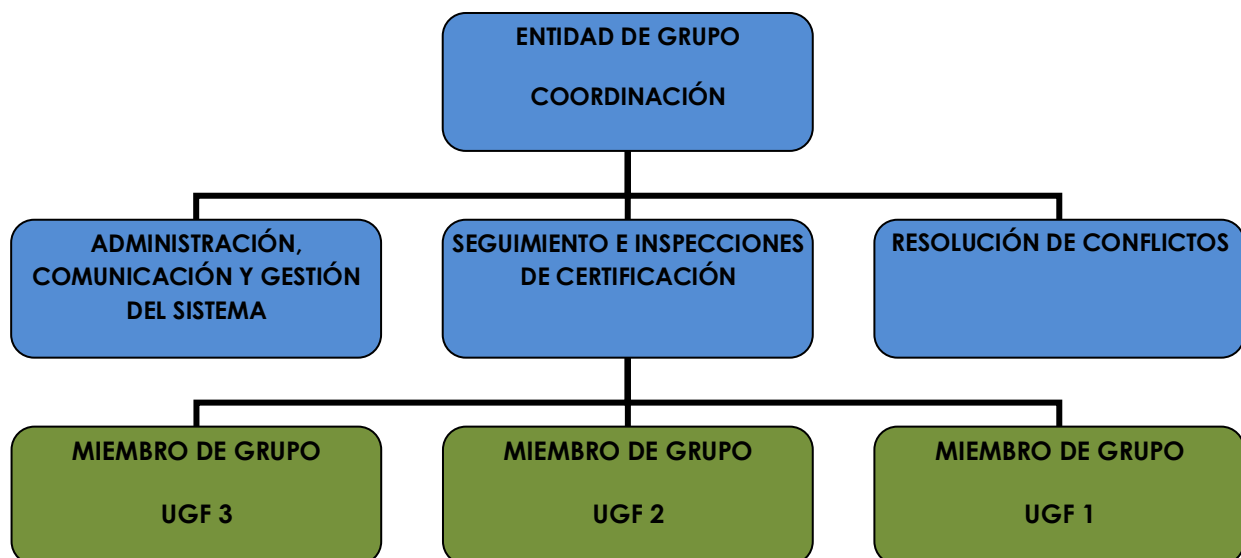 ENTIDAD DE GRUPO
COORDINACIÓN
ADMINISTRACIÓN,
COMUNICACIÓN Y GESTIÓN
DEL SISTEMA
SEGUIMIENTO E INSPECCIONES
DE CERTIFICACIÓN
RESOLUCIÓN DE CONFLICTOS
MIEMBRO DE GRUPO
UGF 3
MIEMBRO DE GRUPO
UGF 2
MIEMBRO DE GRUPO
UGF 1